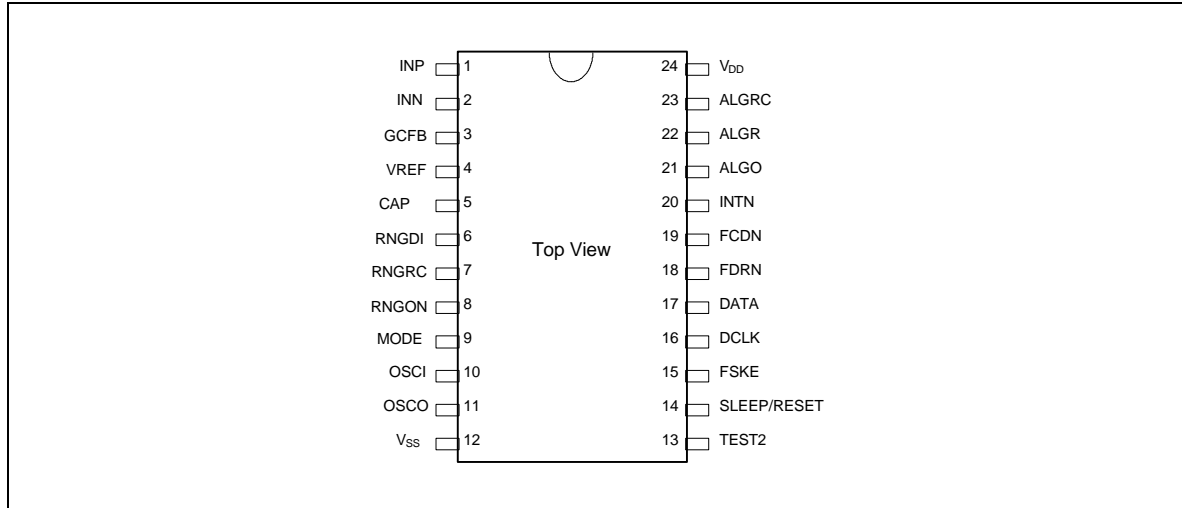 INP 1 24 VDD
INN 2 23 ALGRC
GCFB 3 22 ALGR
VREF 4 21 ALGO
CAP 5 20 INTN
RNGDI 6 19 FCDN
Top View
RNGRC 7 18 FDRN
RNGON 8 17 DATA
MODE 9 16 DCLK
OSCI 10 15 FSKE
OSCO 11 14 SLEEP/RESET
VSS 12 13 TEST2